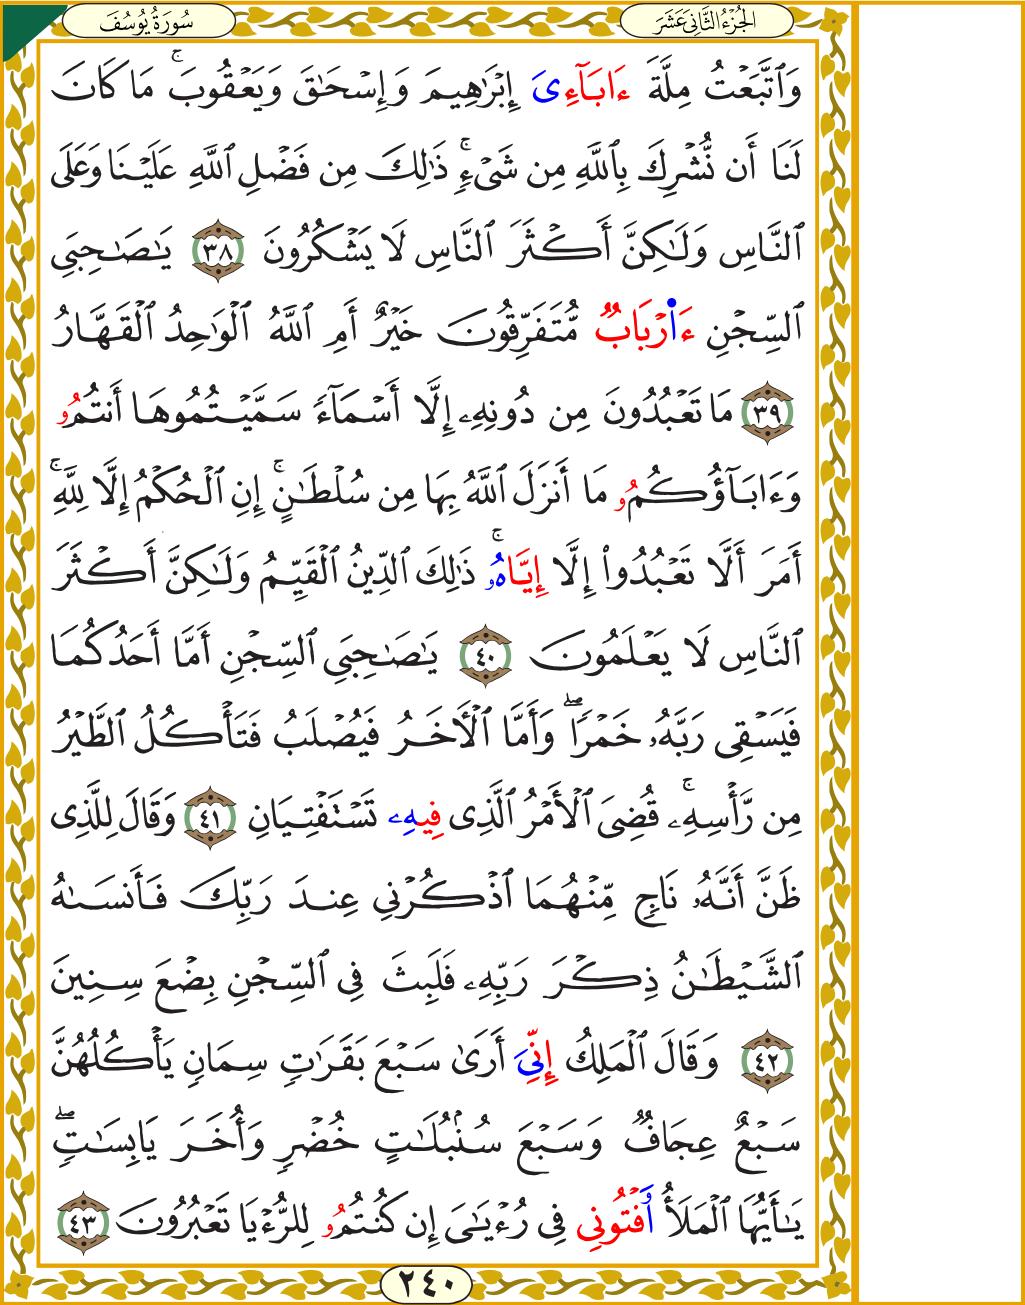 سُورَةُ يُوسُفَ
الجُزْءُ الثَّانِي عَشَرَ
وَٱتَّبَعۡتُ مِلَّةَ ءَابَآءِىَ إِبۡرَٰهِيمَ وَإِسۡحَٰقَ وَيَعۡقُوبَۚ مَا كَانَ
لَنَا أَن نُّشۡرِكَ بِٱللَّهِ مِن شَىۡءٖۚ ذَٰلِكَ مِن فَضۡلِ ٱللَّهِ عَلَيۡنَا وَعَلَى
ٱلنَّاسِ وَلَٰكِنَّ أَكۡثَرَ ٱلنَّاسِ لَا يَشۡكُرُونَ ٣٨ يَٰصَٰحِبَىِ
ٱلسِّجۡنِ ءَا۬رۡبَابٞ مُّتَفَرِّقُونَ خَيۡرٌ أَمِ ٱللَّهُ ٱلۡوَٰحِدُ ٱلۡقَهَّارُ
٣٩ مَا تَعۡبُدُونَ مِن دُونِهِۦ إِلَّا أَسۡمَآءٗ سَمَّيۡتُمُوهَا أَنتُمُۥ
وَءَابَآؤُكُمُۥ مَا أَنزَلَ ٱللَّهُ بِهَا مِن سُلۡطَٰنٍۚ إِنِ ٱلۡحُكۡمُ إِلَّا لِلَّهِۚ
أَمَرَ أَلَّا تَعۡبُدُواْ إِلَّا إِيَّاهُۥۚ ذَٰلِكَ ٱلدِّينُ ٱلۡقَيِّمُ وَلَٰكِنَّ أَكۡثَرَ
ٱلنَّاسِ لَا يَعۡلَمُونَ ٤٠ يَٰصَٰحِبَىِ ٱلسِّجۡنِ أَمَّا أَحَدُكُمَا
فَيَسۡقِى رَبَّهُۥ خَمۡرٗاۖ وَأَمَّا ٱلۡأٓخَرُ فَيُصۡلَبُ فَتَأۡكُلُ ٱلطَّيۡرُ
مِن رَّأۡسِهِۦۚ قُضِىَ ٱلۡأَمۡرُ ٱلَّذِى فِيهِۦ تَسۡتَفۡتِيَانِ ٤١ وَقَالَ لِلَّذِى
ظَنَّ أَنَّهُۥ نَاجٖ مِّنۡهُمَا ٱذۡكُرۡنِى عِندَ رَبِّكَ فَأَنسَىٰهُ
ٱلشَّيۡطَٰنُ ذِكۡرَ رَبِّهِۦ فَلَبِثَ فِى ٱلسِّجۡنِ بِضۡعَ سِنِينَ
٤٢ وَقَالَ ٱلۡمَلِكُ إِنِّىَ أَرَىٰ سَبۡعَ بَقَرَٰتٖ سِمَانٖ يَأۡكُلُهُنَّ
سَبۡعٌ عِجَافٞ وَسَبۡعَ سُنۢبُلَٰتٍ خُضۡرٖ وَأُخَرَ يَابِسَٰتٖۖ
يَٰأَيُّهَا ٱلۡمَلَأُ أَفۡتُونِى فِى رُءۡيَٰىَ إِن كُنتُمُۥ لِلرُّءۡيَا تَعۡبُرُونَ ٤٣
٢٤٠